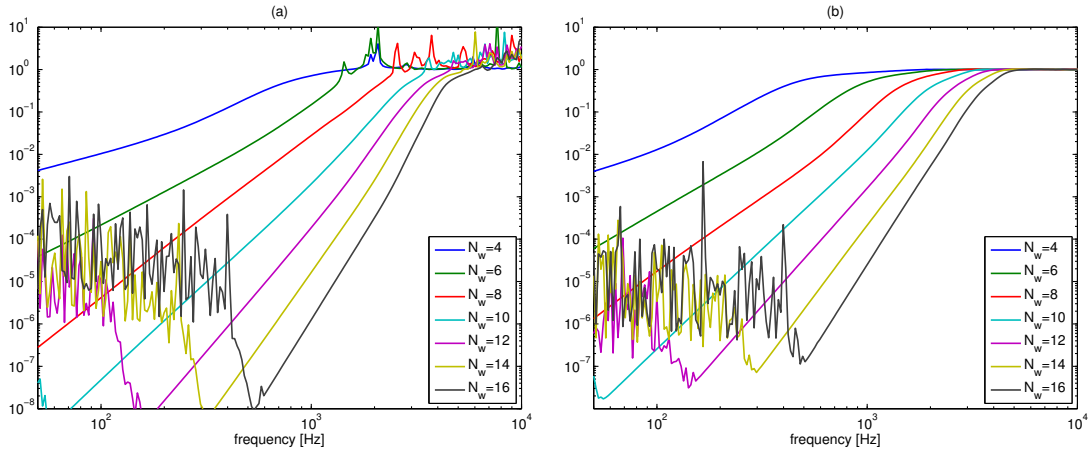 (a)
10^1
10^0
10^-1
10^-2
10^-3
10^-4
10^-5
10^-6
10^-7
10^-8
N_w=4
N_w=6
N_w=8
N_w=10
N_w=12
N_w=14
N_w=16
10^2
10^3
10^4
frequency [Hz]
(b)
10^1
10^0
10^-1
10^-2
10^-3
10^-4
10^-5
10^-6
10^-7
10^-8
N_w=4
N_w=6
N_w=8
N_w=10
N_w=12
N_w=14
N_w=16
10^2
10^3
10^4
frequency [Hz]